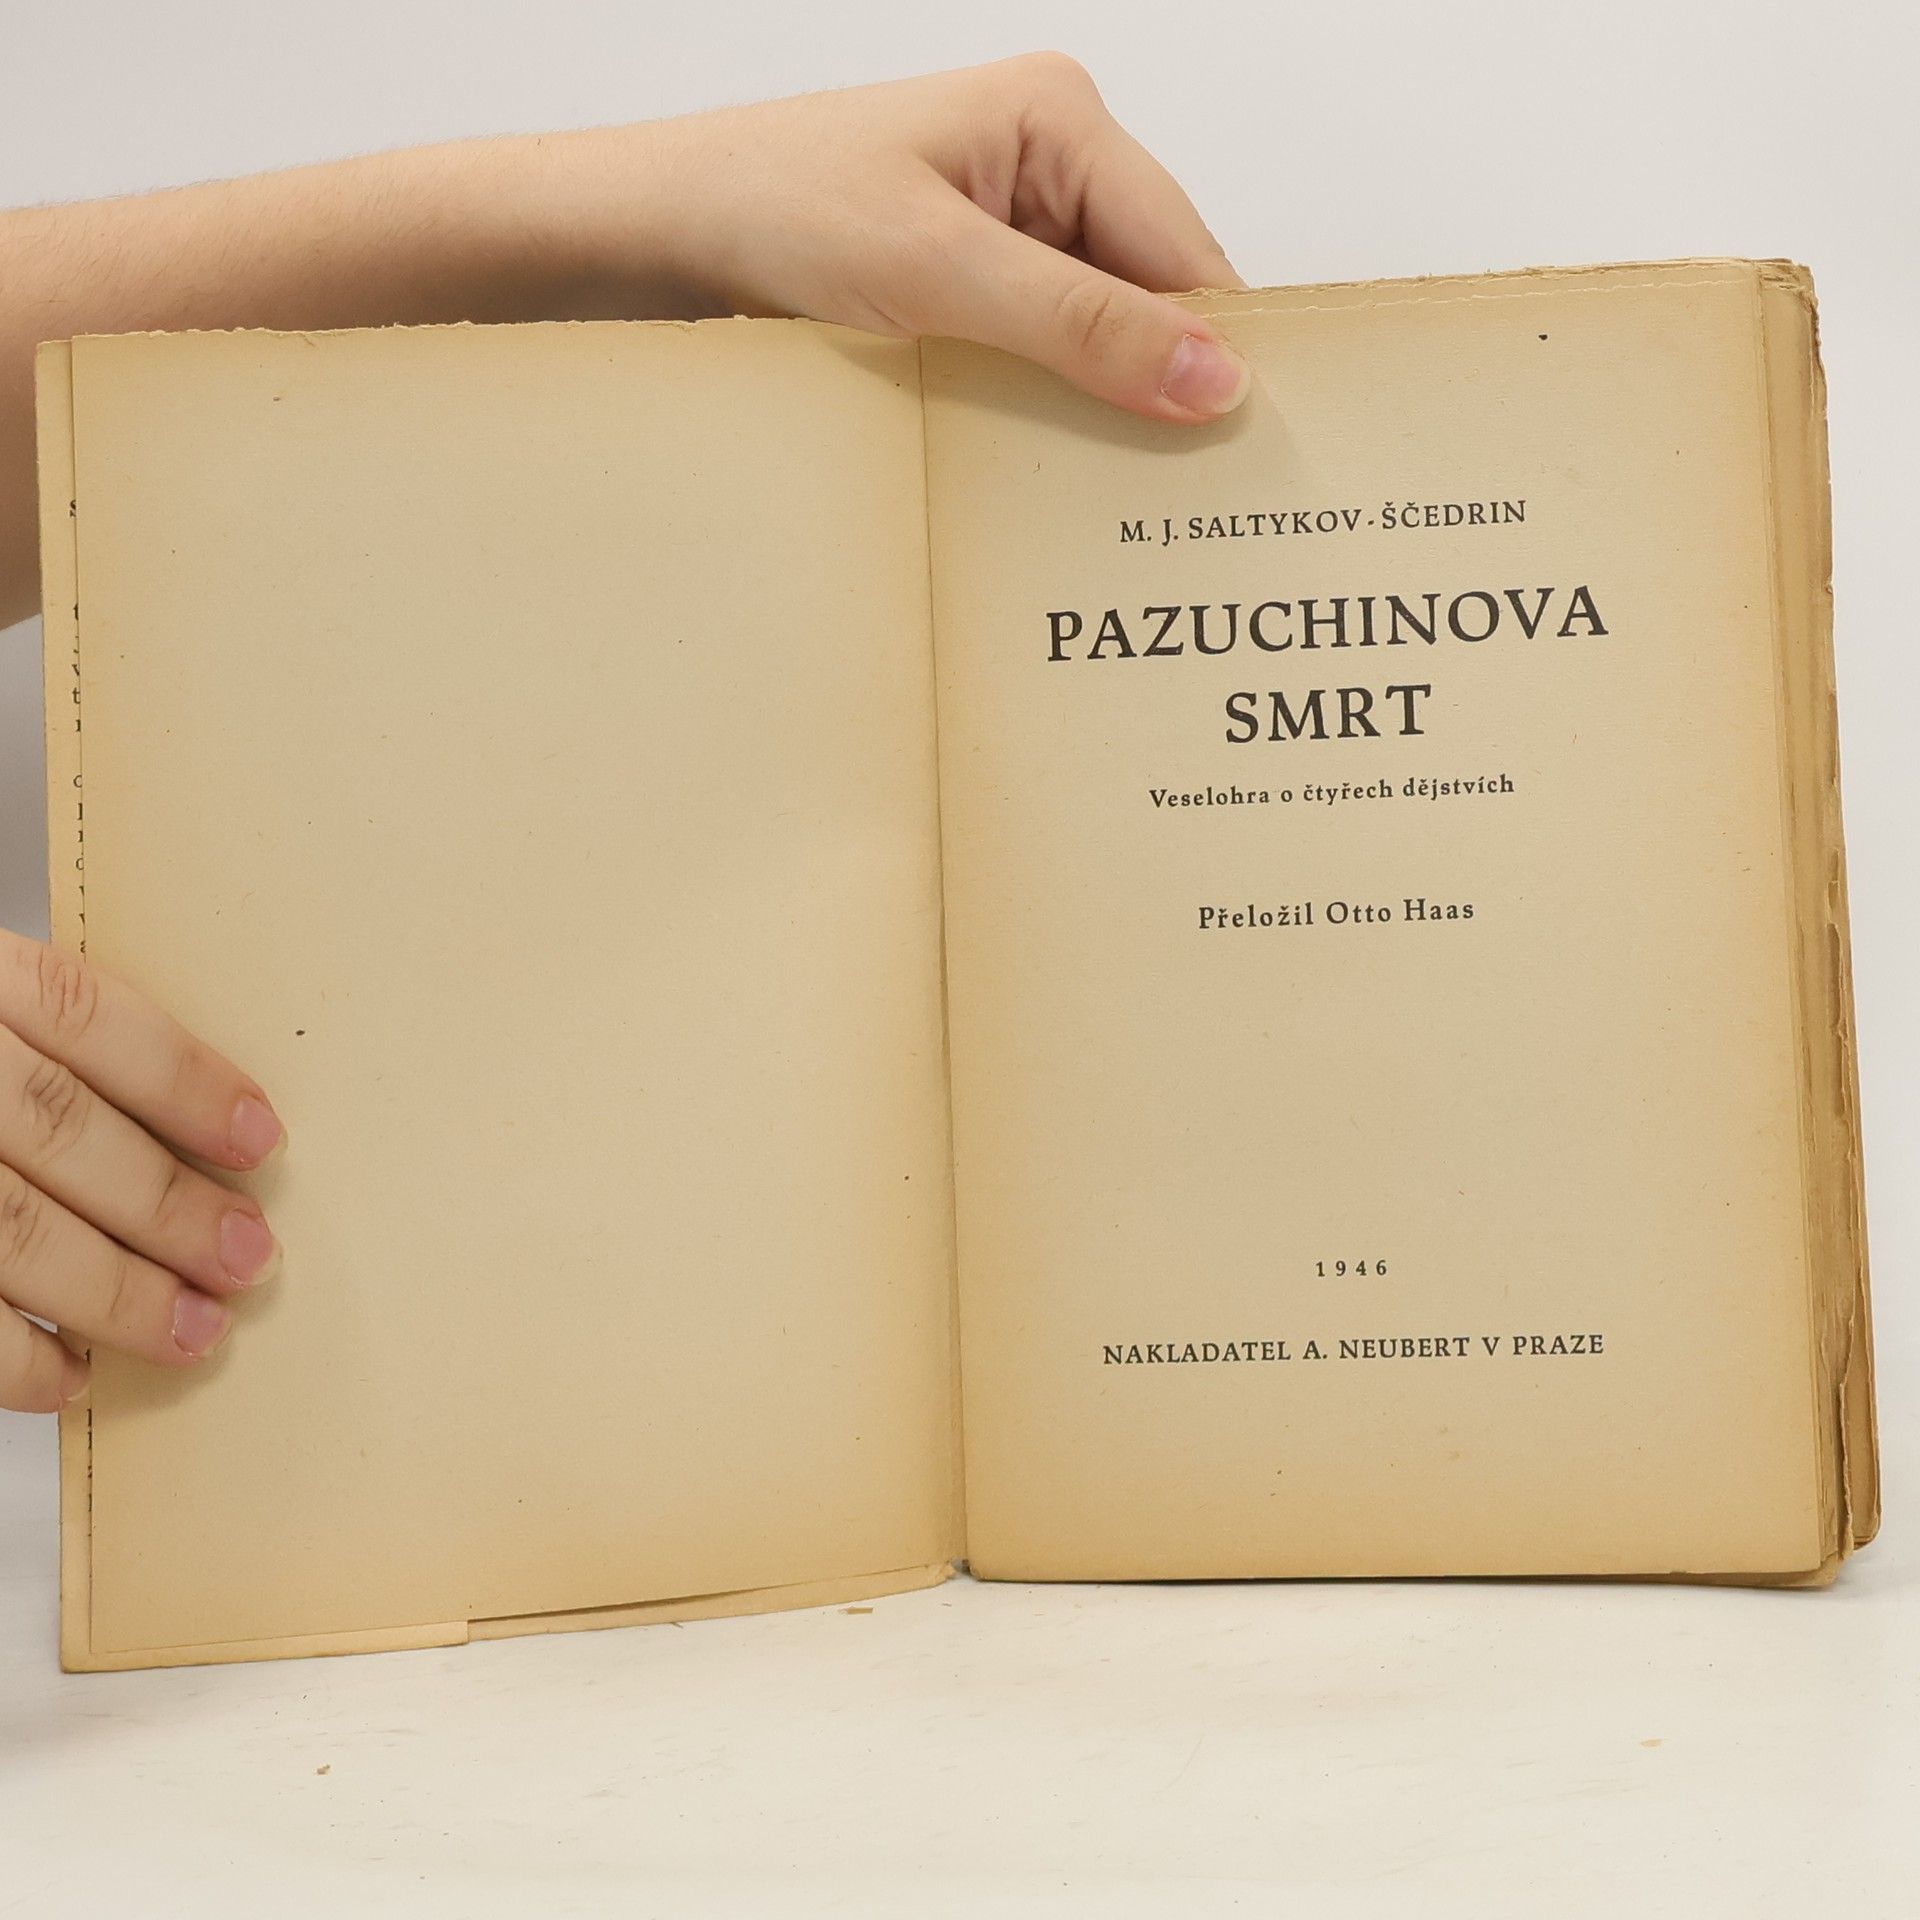 M. J. SALTYKOV-ŠČEDRIN
PAZUCHINOVA
SMRT
Veselohra o čtyřech dějstvích
Přeložil Otto Haas
1946
NAKLADATEL A. NEUBERT V PRAZE